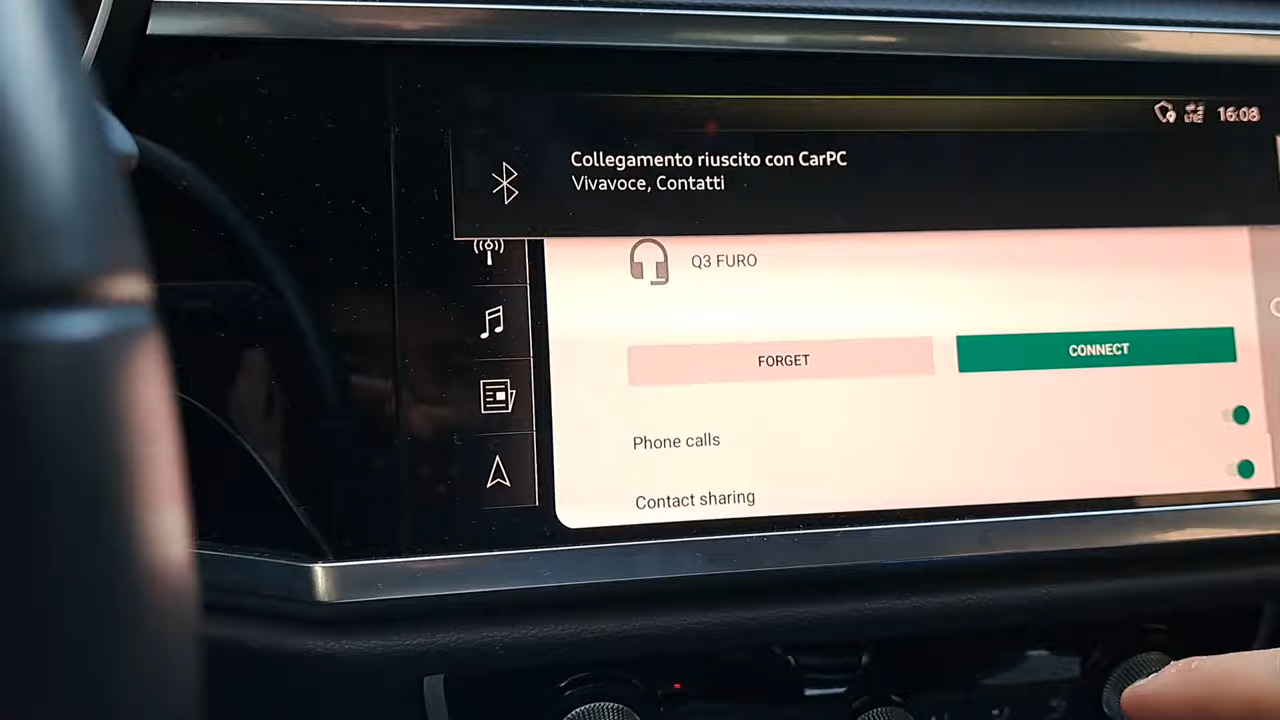 16:08
Collegamento riuscito con CarPC
Vivavoce, Contatti
Q3 FURO
FORGET
CONNECT
Phone calls
Contact sharing